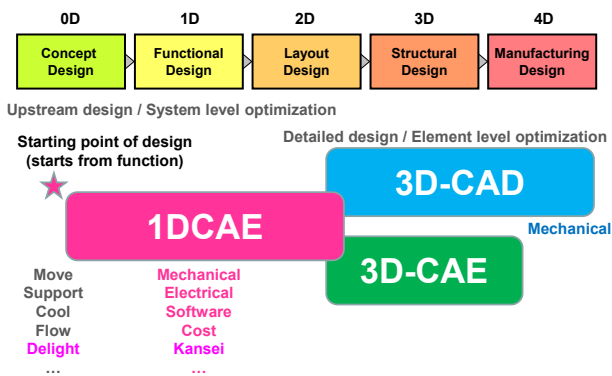 0D 1D 2D 3D 4D
Concept Design
Functional Design
Layout Design
Structural Design
Manufacturing Design
Upstream design / System level optimization
Starting point of design
(starts from function)
Detailed design / Element level optimization
3D-CAD
1DCAE
Mechanical
3D-CAE
Move
Support
Cool
Flow
Delight
...
Mechanical
Electrical
Software
Cost
Kansei
...